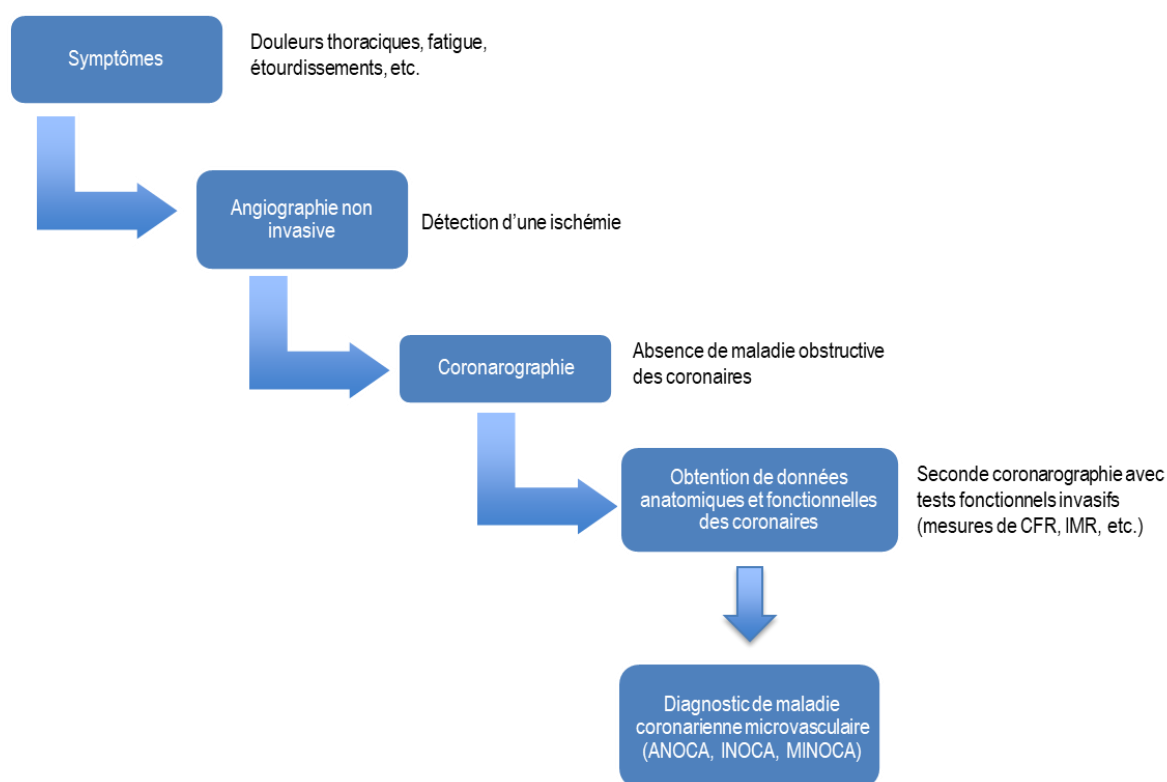 Symptômes
Douleurs thoraciques, fatigue,
étourdissements, etc.
Angiographie non
invasive
Détection d’une ischémie
Coronarographie
Absence de maladie obstructive
des coronaires
Obtention de données
anatomiques et fonctionnelles
des coronaires
Seconde coronarographie avec
tests fonctionnels invasifs
(mesures de CFR, IMR, etc.)
Diagnostic de maladie
coronarienne microvasculaire
(ANOCA, INOCA, MINOCA)